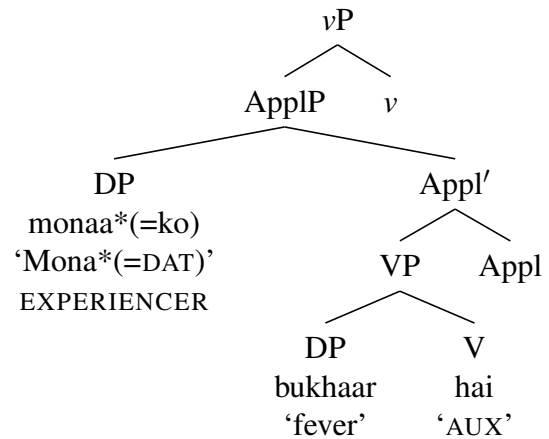 vP
ApplP v
DP Appl′
monaa*(=ko)
‘Mona*(=DAT)’ VP Appl
EXPERIENCER
DP V
bukhaar hai
‘fever’ ‘AUX’